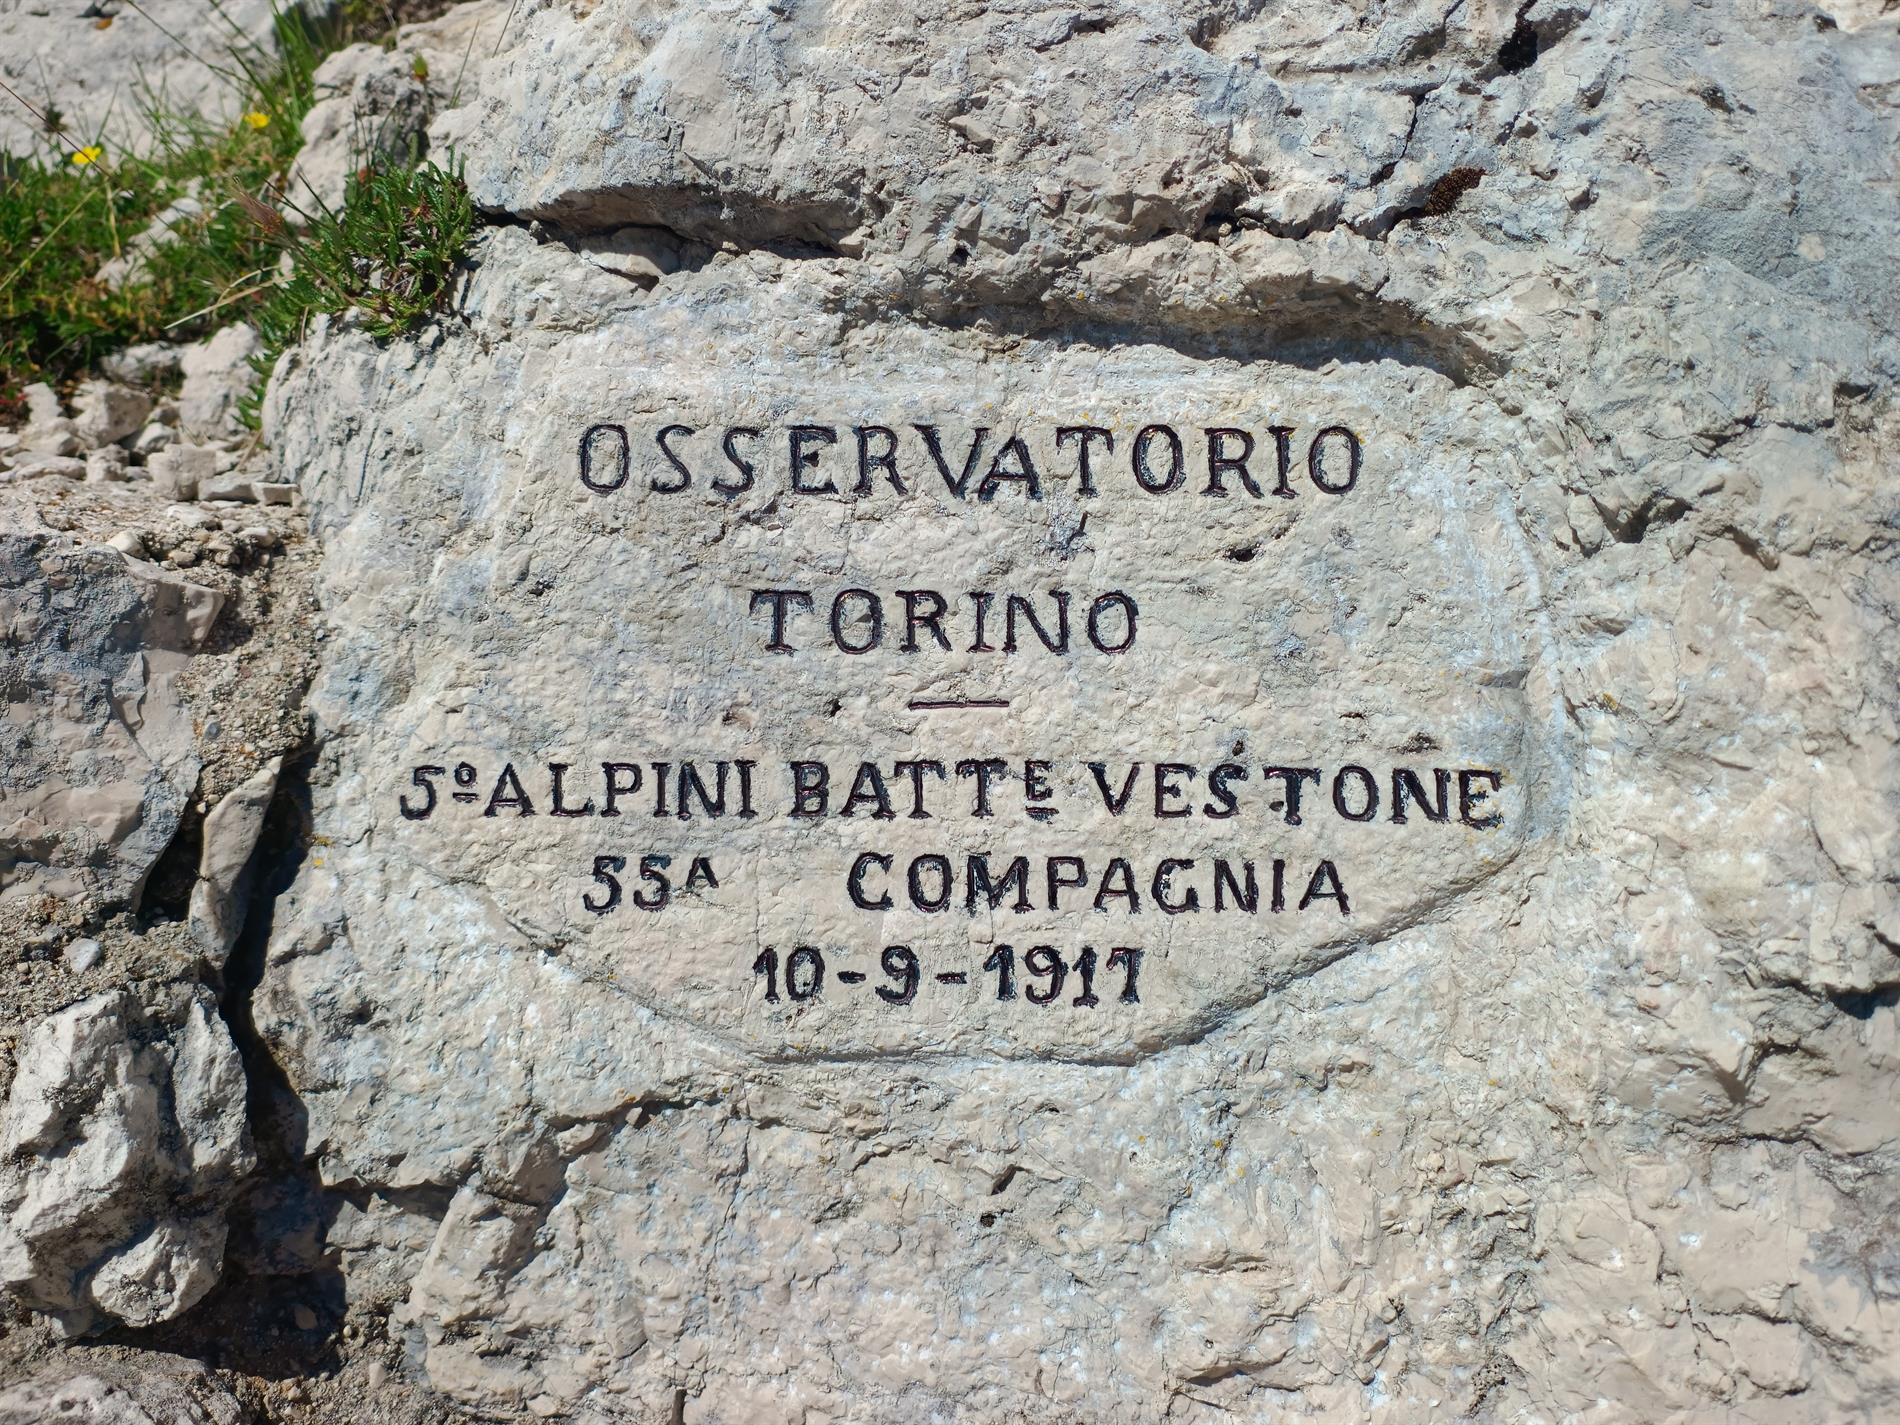 OSSERVATORIO
TORINO
5º ALPINI BATTE VESTONE
55A COMPAGNIA
10-9-1917